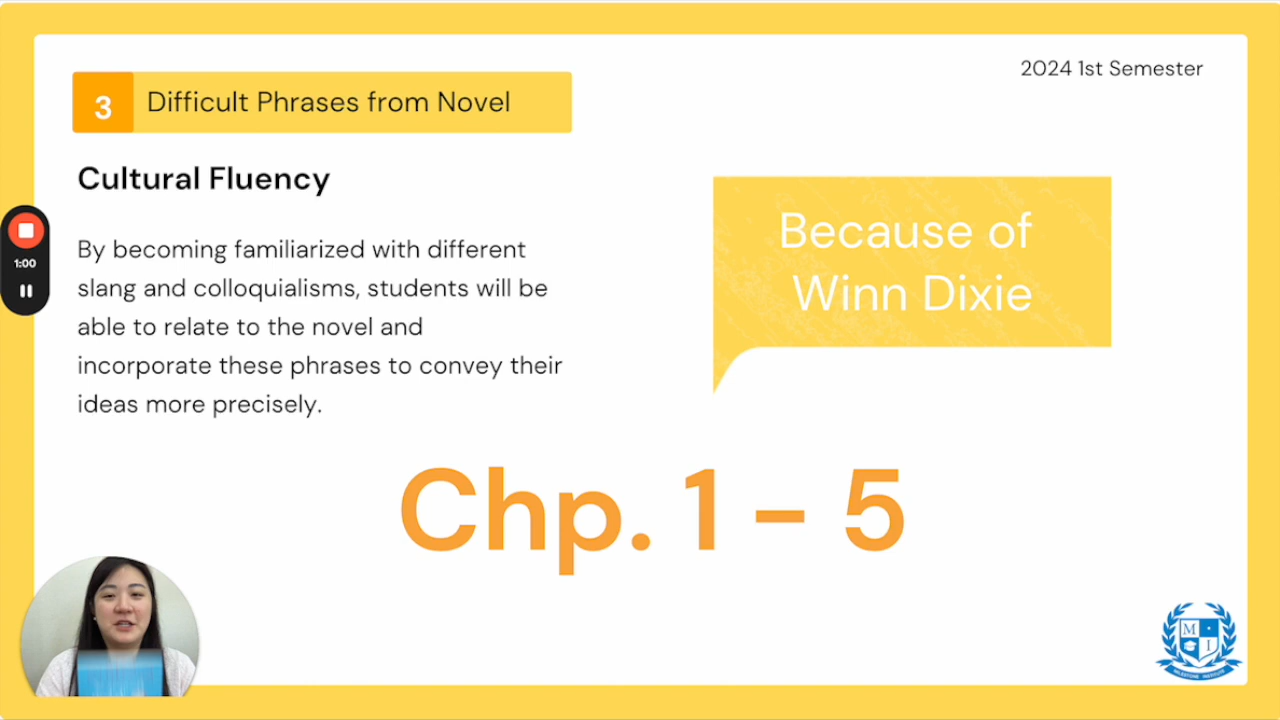 2024 1st Semester
3 Difficult Phrases from Novel
Cultural Fluency
By becoming familiarized with different
slang and colloquialisms, students will be
able to relate to the novel and
incorporate these phrases to convey their
ideas more precisely.
Because of
Winn Dixie
1:00
Chp. 1 - 5
M
I